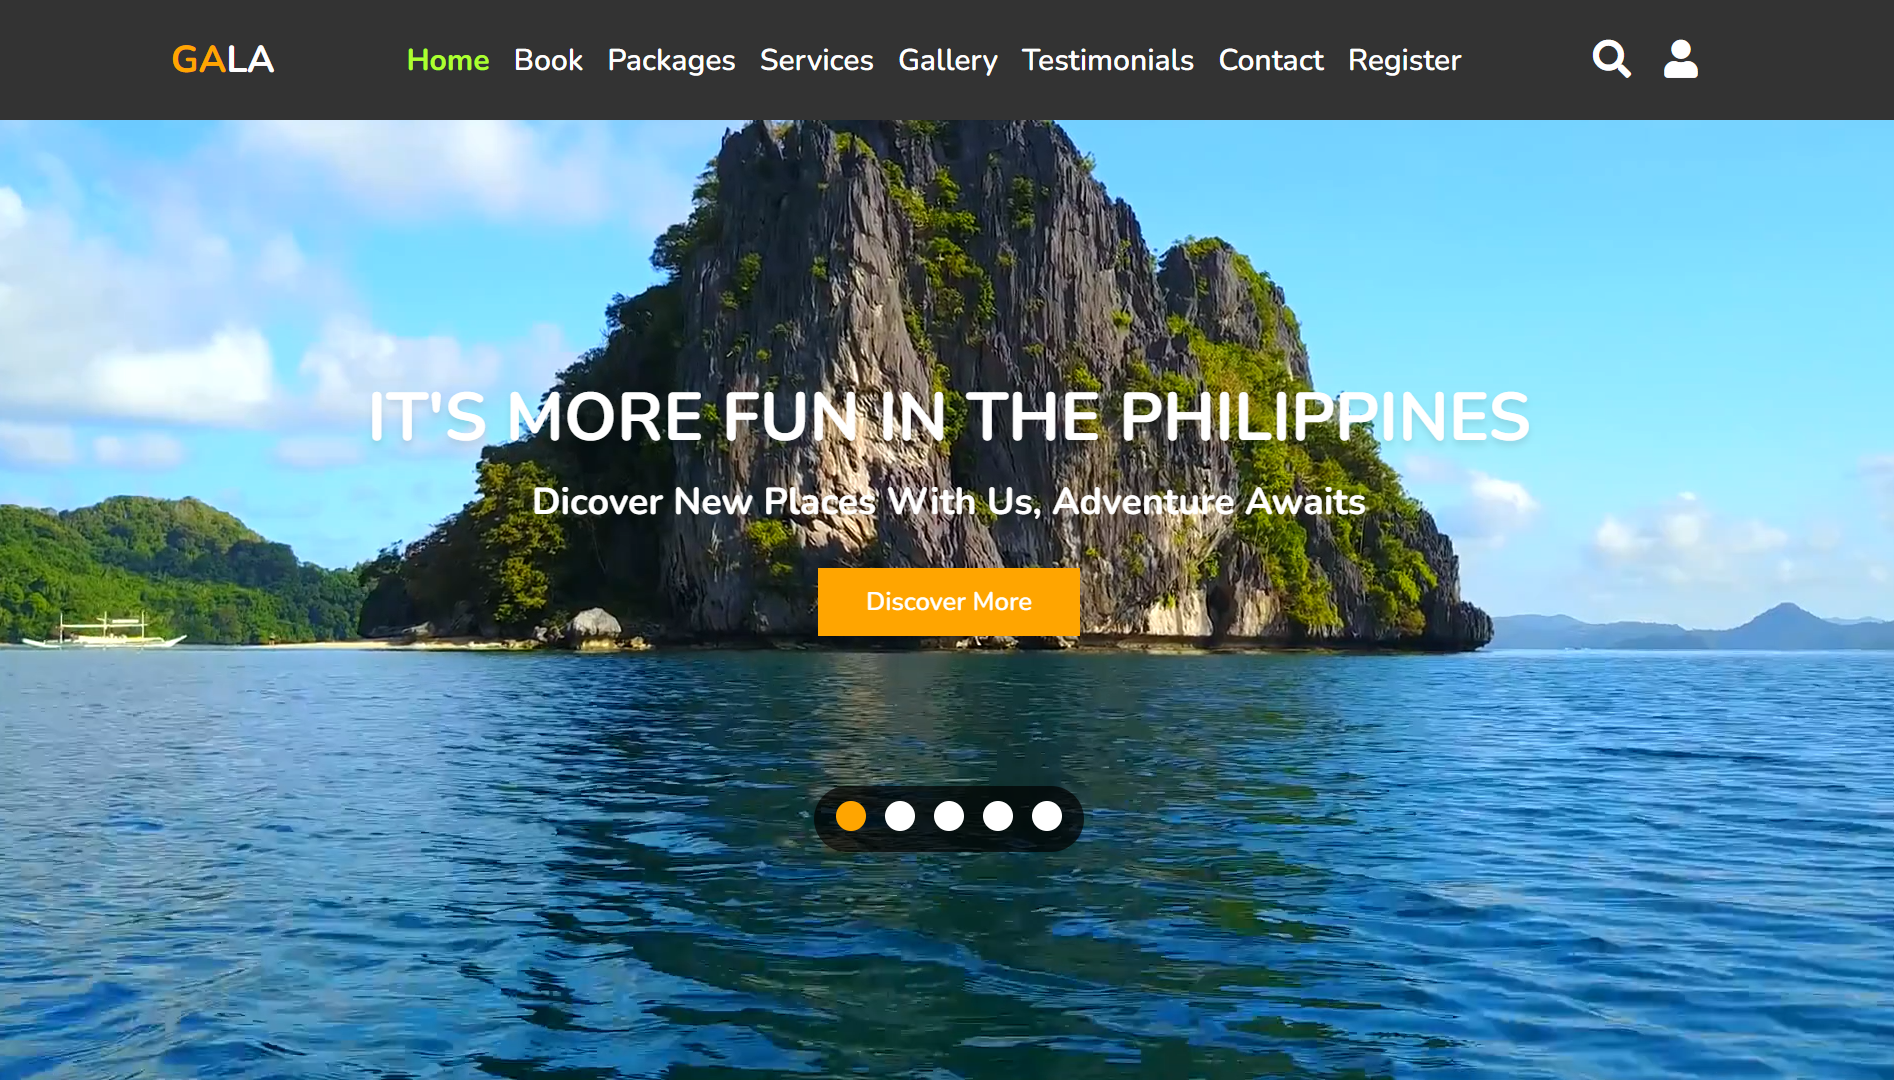 GALA
Home Book Packages Services Gallery Testimonials Contact Register
IT'S MORE FUN IN THE PHILIPPINES
Dicover New Places With Us, Adventure Awaits
Discover More